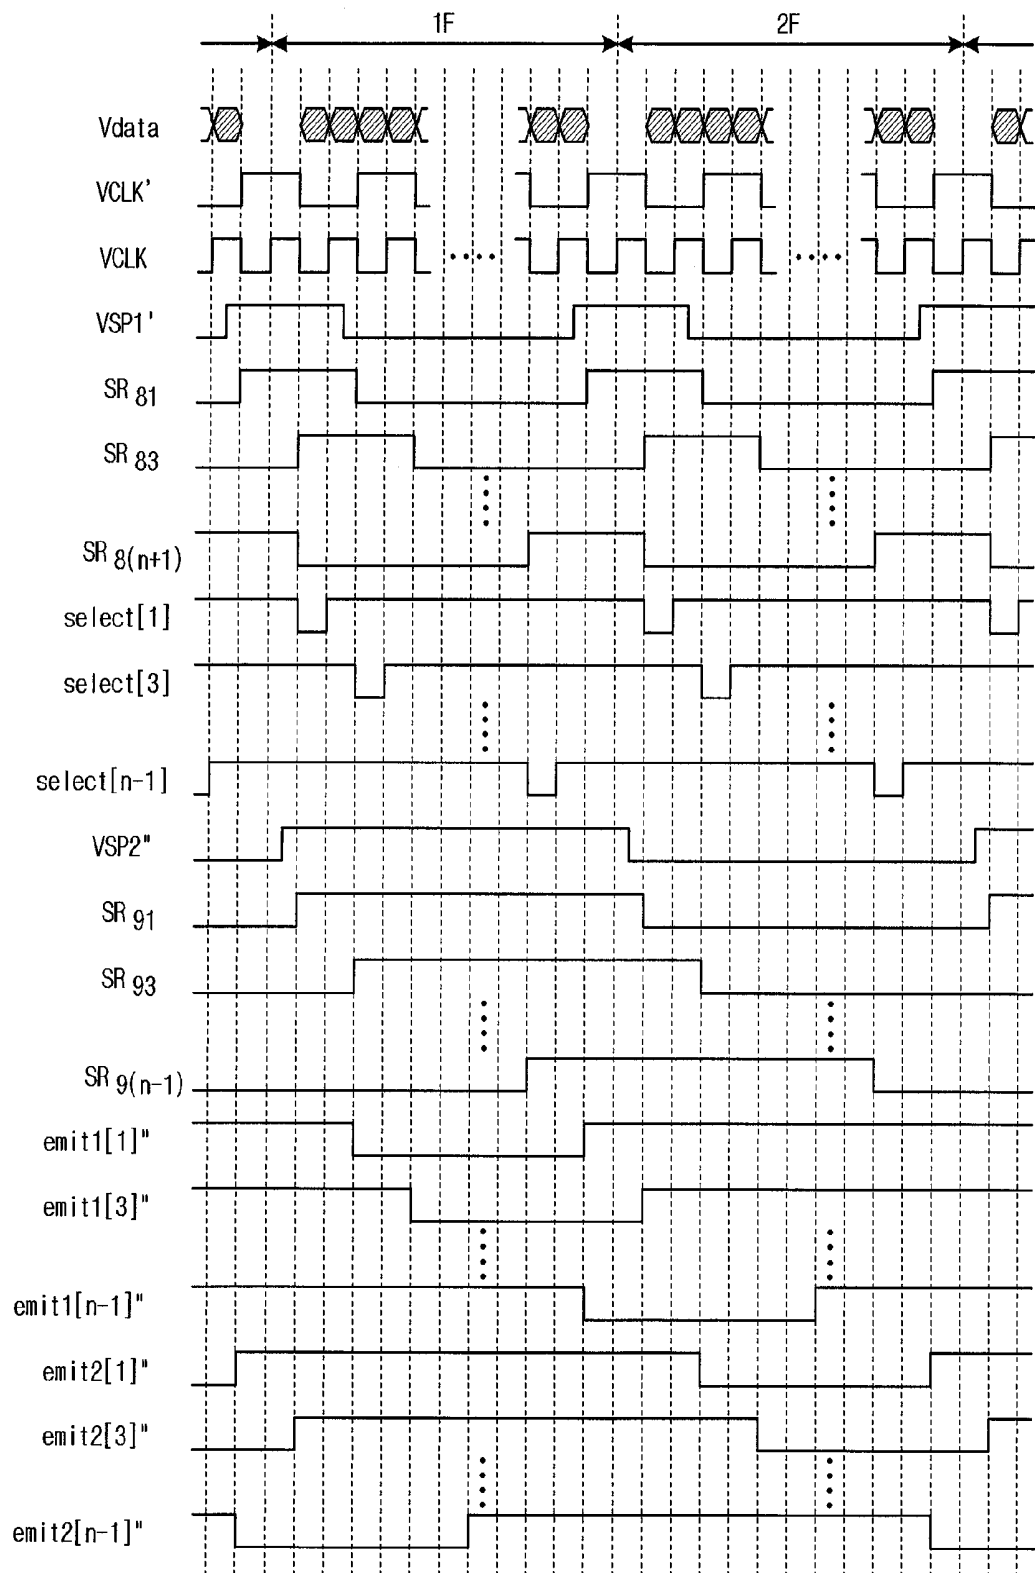 1F 2F
Vdata
VCLK'
VCLK
VSP1'
SR 81
SR 83
SR 8(n+1)
select[1]
select[3]
select[n-1]
VSP2"
SR 91
SR 93
SR 9(n-1)
emit1[1]"
emit1[3]"
emit1[n-1]"
emit2[1]"
emit2[3]"
emit2[n-1]"